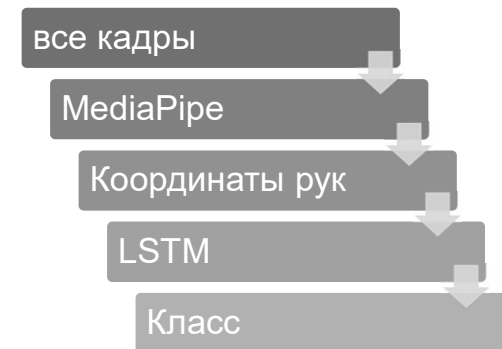 все кадры
MediaPipe
Координаты рук
LSTM
Класс